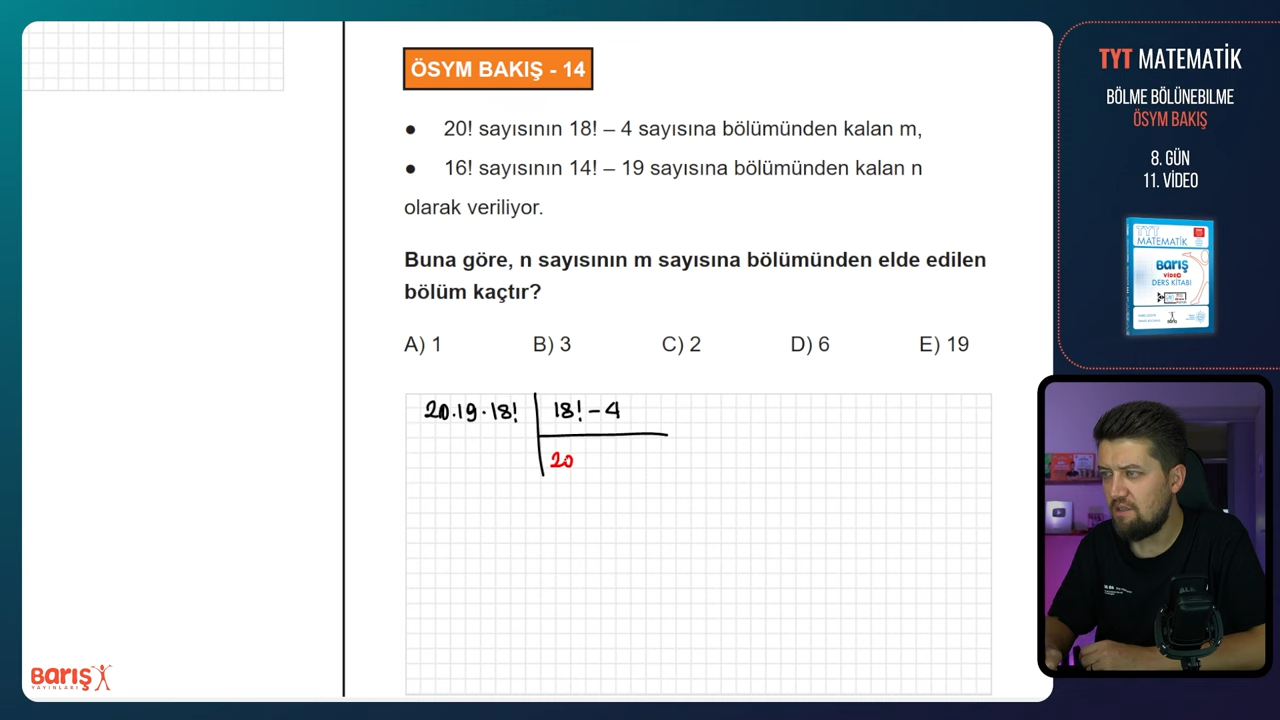 ÖSYM BAKIŞ - 14
● 20! sayısının 18! – 4 sayısına bölümünden kalan m,
● 16! sayısının 14! – 19 sayısına bölümünden kalan n
olarak veriliyor.
Buna göre, n sayısının m sayısına bölümünden elde edilen
bölüm kaçtır?
A) 1 B) 3 C) 2 D) 6 E) 19
20.19.18! 18! – 4
20
BARIŞ
YAYINLARI
TYT MATEMATİK
BÖLME BÖLÜNEBILME
ÖSYM BAKIŞ
8. GÜN
11. VİDEO
TYT
MATEMATİK
BARIŞ
VİDEO
DERS KİTABI